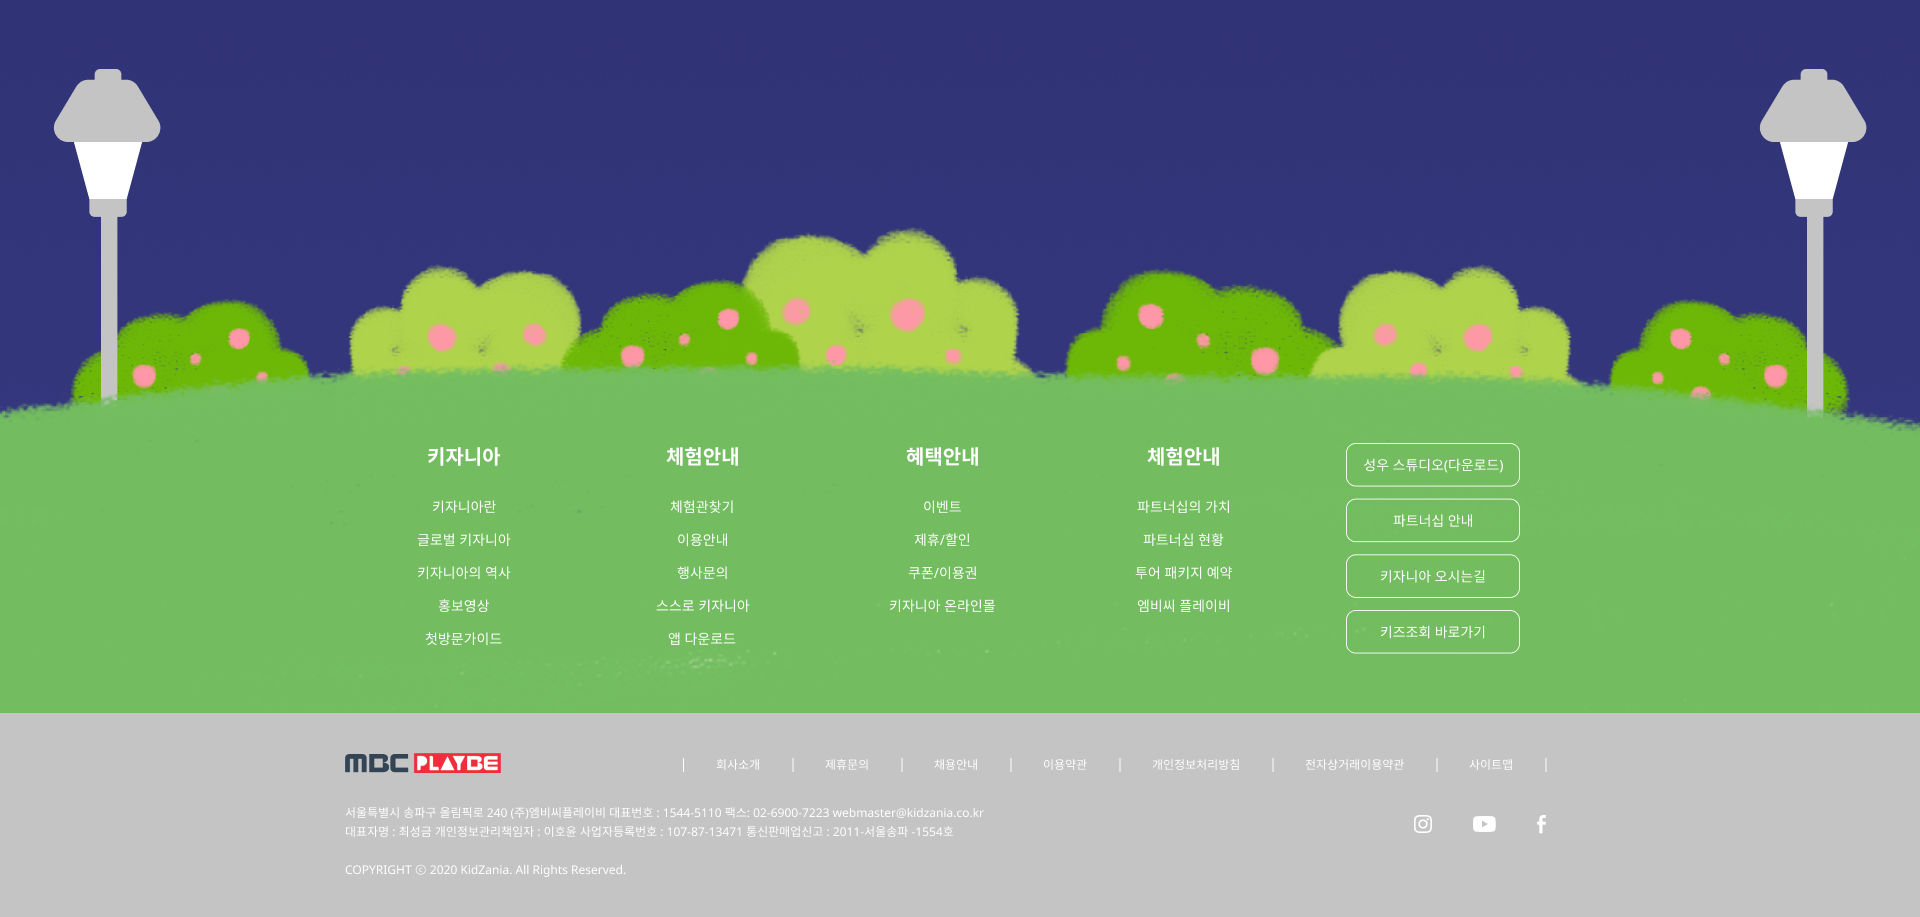 키자니아
키자니아란
글로벌 키자니아
키자니아의 역사
홍보영상
첫방문가이드
체험안내
체험관찾기
이용안내
행사문의
스스로 키자니아
앱 다운로드
혜택안내
이벤트
제휴/할인
쿠폰/이용권
키자니아 온라인몰
체험안내
파트너십의 가치
파트너십 현황
투어 패키지 예약
엠비씨 플레이비
성우 스튜디오(다운로드)
파트너십 안내
키자니아 오시는길
키즈조회 바로가기
MBC PLAYBE
| 회사소개 | 제휴문의 | 채용안내 | 이용약관 | 개인정보처리방침 | 전자상거래이용약관 | 사이트맵 |
서울특별시 송파구 올림픽로 240 (주)엠비씨플레이비 대표번호 : 1544-5110 팩스: 02-6900-7223 webmaster@kidzania.co.kr
대표자명 : 최성금 개인정보관리책임자 : 이호윤 사업자등록번호 : 107-87-13471 통신판매업신고 : 2011-서울송파 -1554호
COPYRIGHT ⓒ 2020 KidZania. All Rights Reserved.